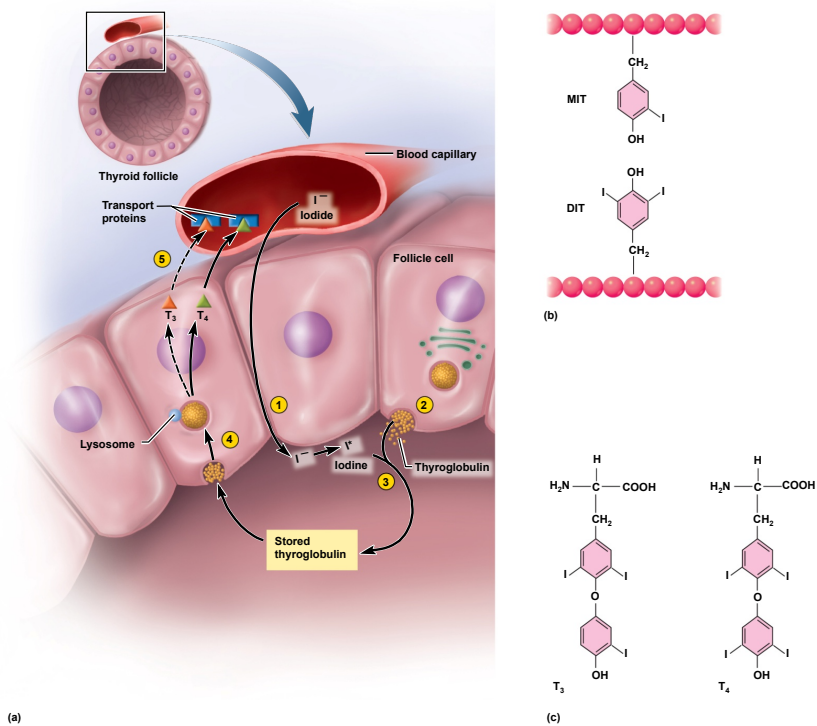 Thyroid follicle
Blood capillary
Transport
proteins
I⁻
Iodide
5
Follicle cell
T₃
T₄
1
2
Lysosome
4
I⁻
I*
Iodine
3
Thyroglobulin
Stored
thyroglobulin
(a)
CH₂
MIT
I
OH
OH
I
I
DIT
CH₂
(b)
H
H₂N
C
COOH
CH₂
I
I
O
I
OH
T₃
H
H₂N
C
COOH
CH₂
I
I
O
I
I
OH
T₄
(c)